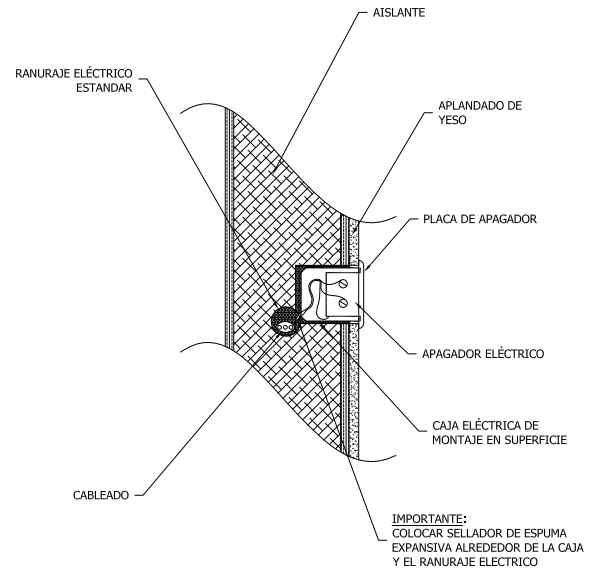 AISLANTE
RANURAJE ELÉCTRICO
ESTANDAR
APLANDADO DE
YESO
PLACA DE APAGADOR
APAGADOR ELÉCTRICO
CAJA ELÉCTRICA DE
MONTAJE EN SUPERFICIE
CABLEADO
IMPORTANTE:
COLOCAR SELLADOR DE ESPUMA
EXPANSIVA ALREDEDOR DE LA CAJA
Y EL RANURAJE ELECTRICO